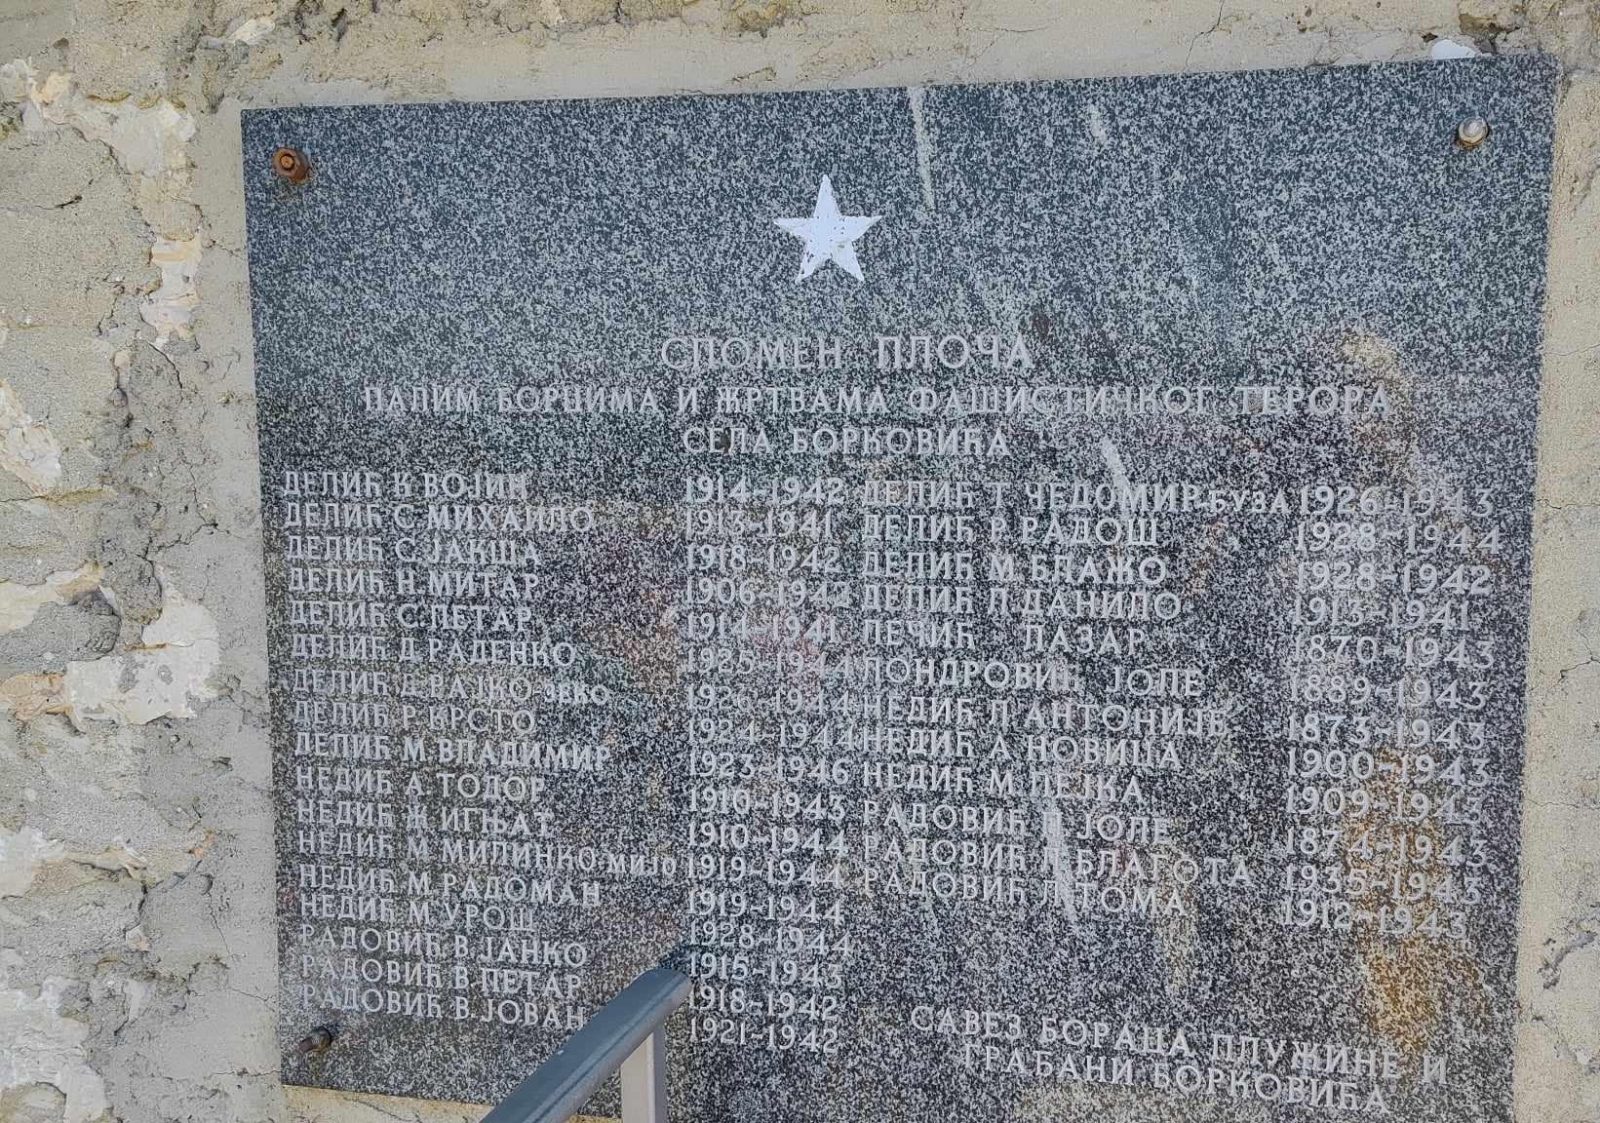 СПОМЕН ПЛОЧА
ПАЛИМ БОРЦИМА И ЖРТВАМА ФАШИСТИЧКОГ ТЕРОРА
СЕЛА БОРКОВИЋА
ДЕЛИЋ К ВОЈИН 1914-1942
ДЕЛИЋ С. МИХАИЛО 1913-1941
ДЕЛИЋ С. ЈАКША 1918-1942
ДЕЛИЋ Н. МИТАР 1906-1942
ДЕЛИЋ С. ПЕТАР 1914-1941
ДЕЛИЋ Д. РАДЕНКО 1925-1944
ДЕЛИЋ Д. РАЈКО-ЗЕКО 1926-1944
ДЕЛИЋ Р. КРСТО 1924-1944
ДЕЛИЋ М. ВЛАДИМИР 1923-1946
НЕДИЋ А ТОДОР 1910-1943
НЕДИЋ Ж. ИГЊАТ 1910-1944
НЕДИЋ М МИЛИНКО-МИЈО 1919-1944
НЕДИЋ М. РАДОМАН 1919-1944
НЕДИЋ М. УРОШ 1928-1944
РАДОВИЋ В. ЈАНКО 1915-1943
РАДОВИЋ В. ПЕТАР 1918-1942
РАДОВИЋ В. ЈОВАН 1921-1942
ДЕЛИЋ Т. ЧЕДОМИР-БУЗА 1926-1943
ДЕЛИЋ Р. РАДОШ 1928-1944
ДЕЛИЋ М. БЛАЖО 1928-1942
ДЕЛИЋ Л. ДАНИЛО 1913-1941
ПЕЧИЋ ЛАЗАР 1870-1943
ЛОНДРОВИЋ ЈОЛЕ 1889-1943
НЕДИЋ Л. АНТОНИЈЕ 1873-1943
НЕДИЋ А НОВИЦА 1900-1943
НЕДИЋ М. ПЕЈКА 1909-1943
РАДОВИЋ ЈОЛЕ 1874-1943
РАДОВИЋ БЛАГОТА 1935-1943
РАДОВИЋ Л. ТОМА 1912-1943
САВЕЗ БОРАЦА ПЛУЖИНЕ И
ГРАЂАНИ БОРКОВИЋА